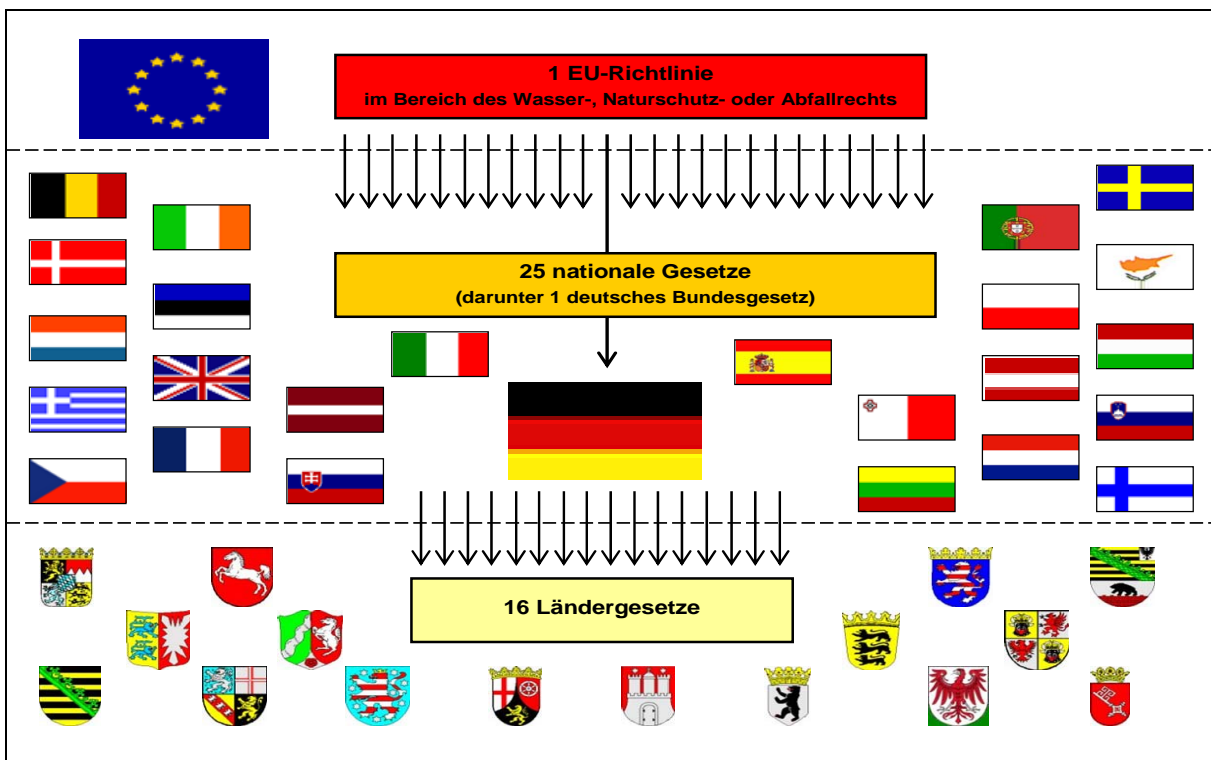 1 EU-Richtlinie
im Bereich des Wasser-, Naturschutz- oder Abfallrechts
25 nationale Gesetze
(darunter 1 deutsches Bundesgesetz)
16 Ländergesetze